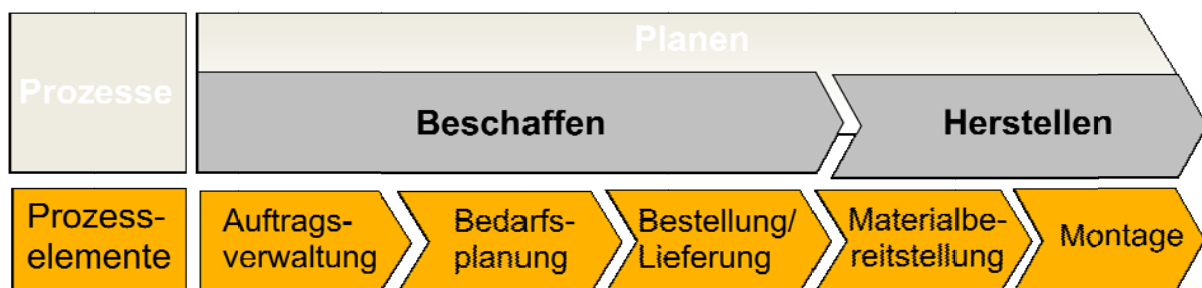 Planen
Prozesse
Beschaffen
Herstellen
Prozess-
elemente
Auftrags-
verwaltung
Bedarfs-
planung
Bestellung/
Lieferung
Materialbe-
reitstellung
Montage